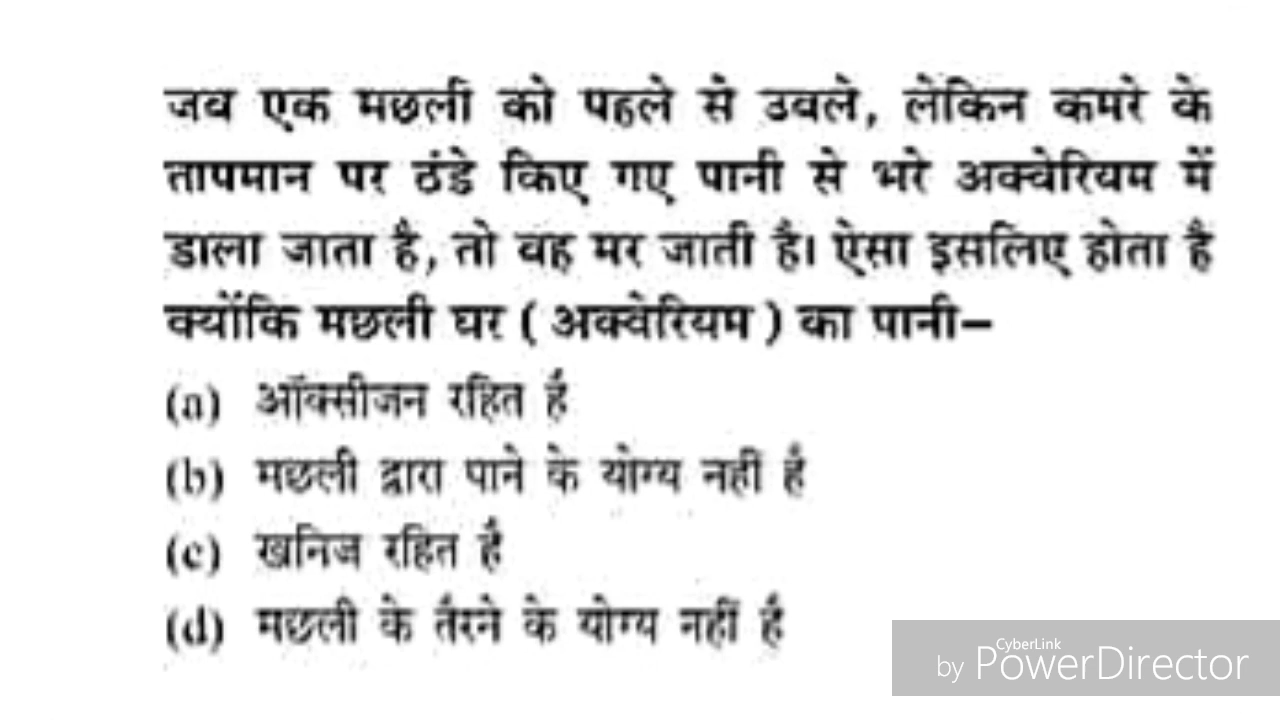 जब एक मछली को पहले से उबले, लेकिन कमरे के
तापमान पर ठंडे किए गए पानी से भरे अक्वेरियम में
डाला जाता है, तो वह मर जाती है। ऐसा इसलिए होता है
क्योंकि मछली घर ( अक्वेरियम ) का पानी–
(a) ऑक्सीजन रहित है
(b) मछली द्वारा पाने के योग्य नहीं है
(c) खनिज रहित है
(d) मछली के तैरने के योग्य नहीं है
CyberLink
by PowerDirector